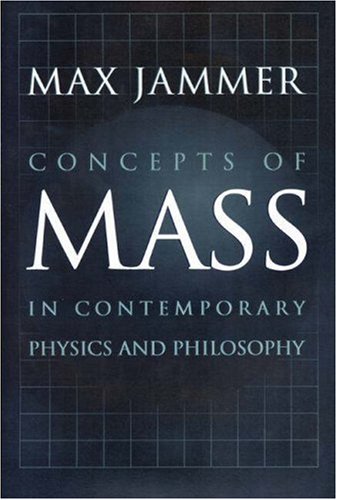 MAX JAMMER
CONCEPTS OF
MASS
IN CONTEMPORARY
PHYSICS AND PHILOSOPHY